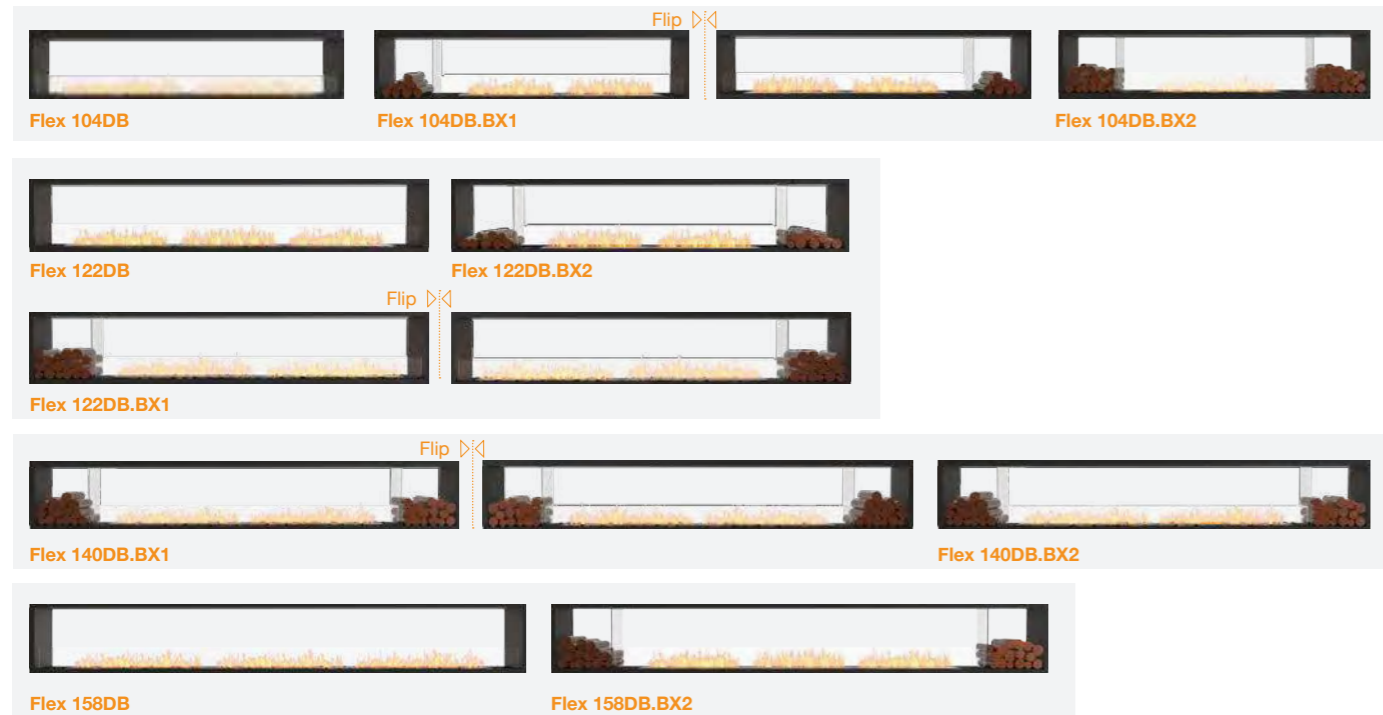 Flip
Flex 104DB
Flex 104DB.BX1
Flex 104DB.BX2
Flex 122DB
Flex 122DB.BX2
Flip
Flex 122DB.BX1
Flip
Flex 140DB.BX1
Flex 140DB.BX2
Flex 158DB
Flex 158DB.BX2